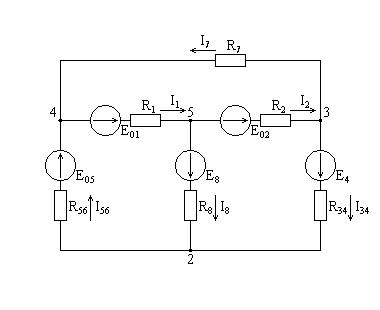 I7 R7
4 R1 I1 5 R2 I2 3
E01 E02
E05 E8 E4
R56 I56 R8 I8 R34 I34
2